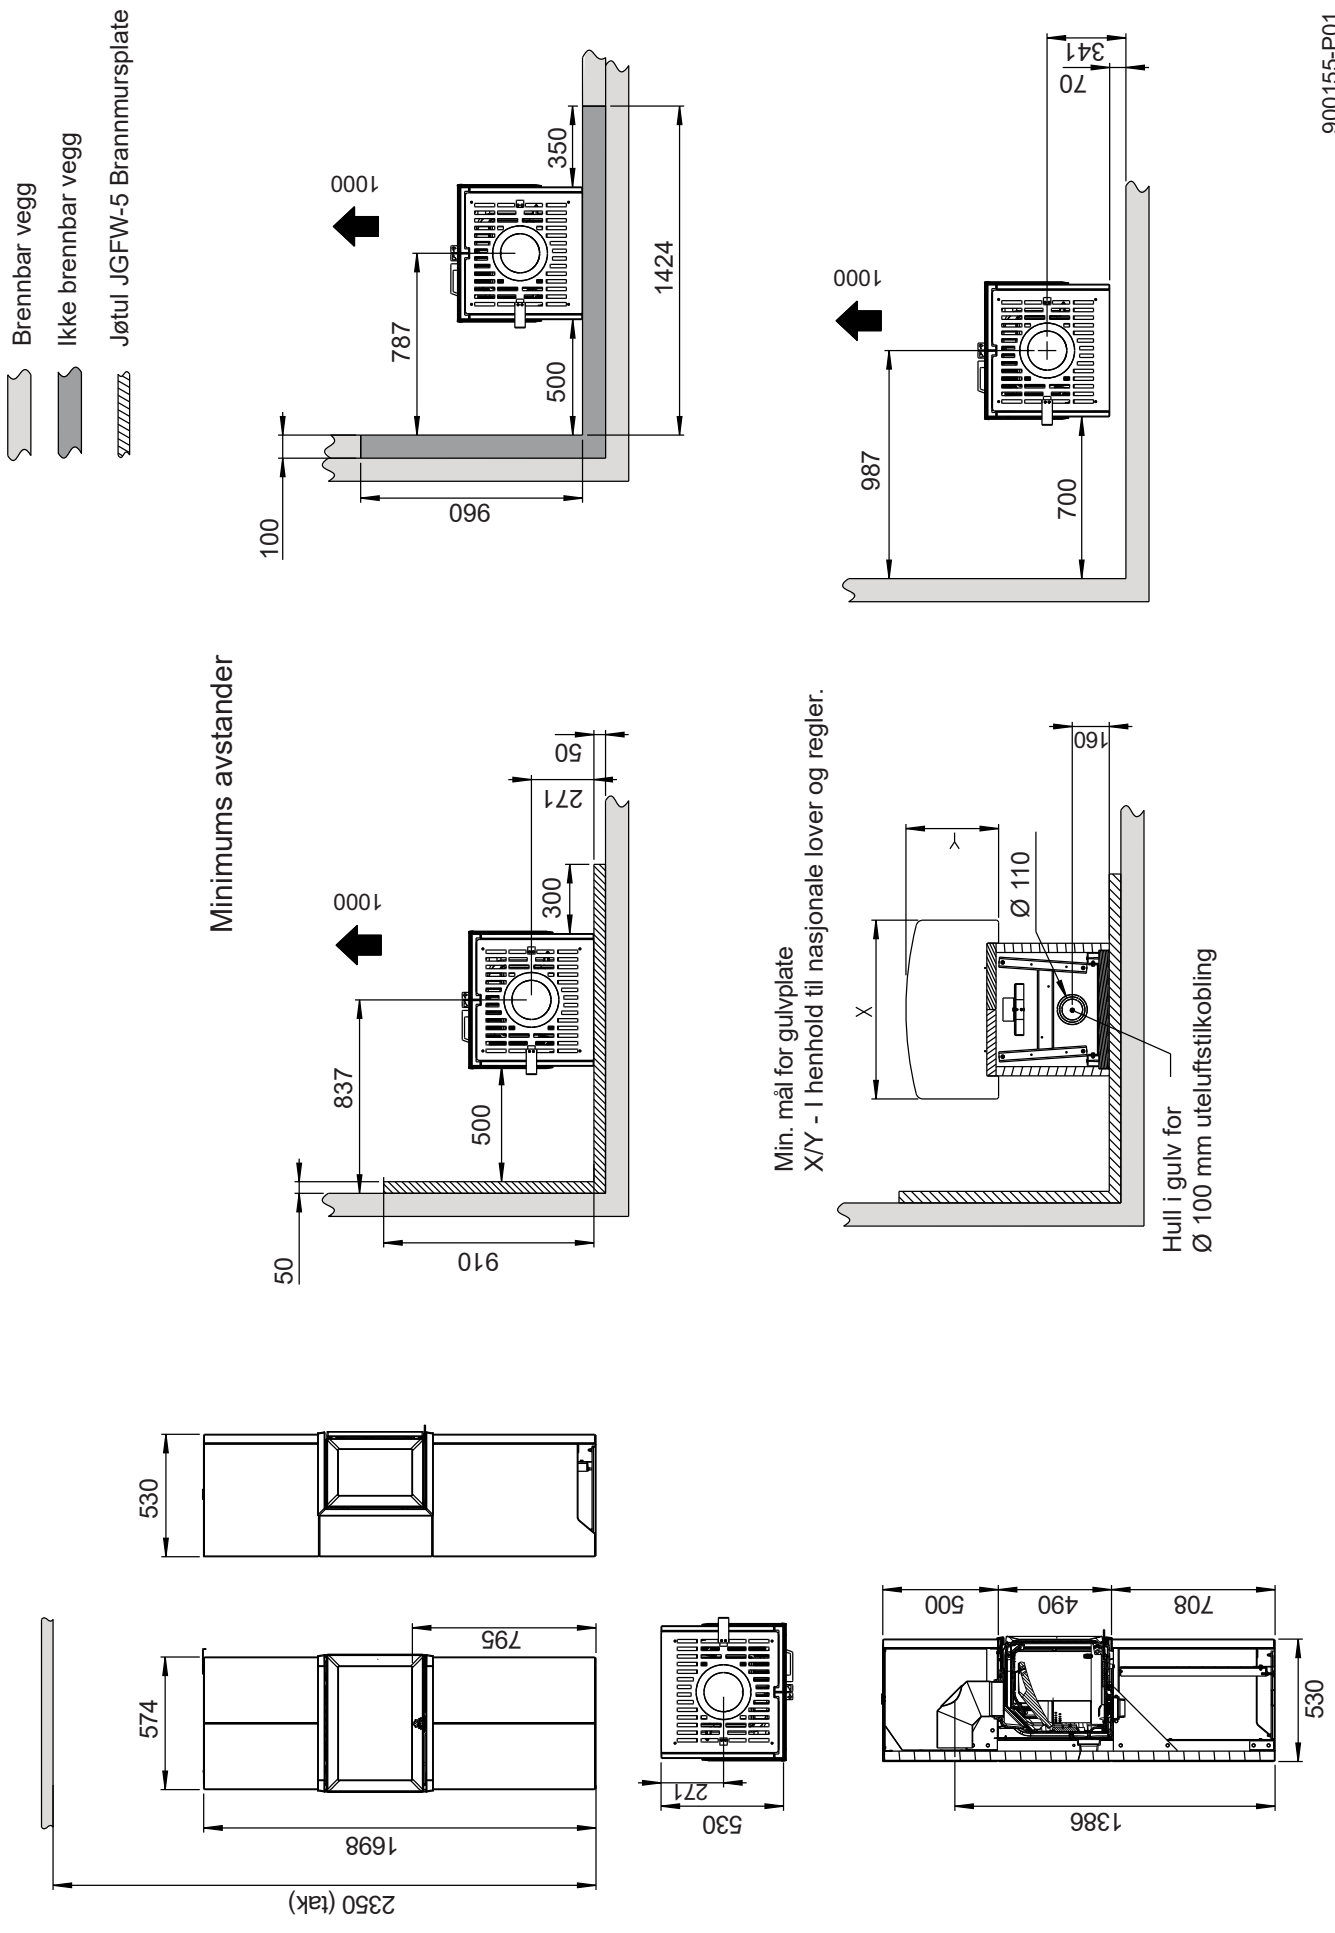 Brennbar vegg
Ikke brennbar vegg
Jøtul JGFW-5 Brannmursplate
Minimums avstander
2350 (tak)
1698
574
795
530
50
910
837
500
1000
300
271
50
100
960
787
500
1000
350
1424
271
530
500
490
708
1386
530
Min. mål for gulvplate
X/Y - I henhold til nasjonale lover og regler.
X
Y
Ø 110
160
Hull i gulv for
Ø 100 mm uteluftstilkobling
987
700
1000
341
70
900155-P01